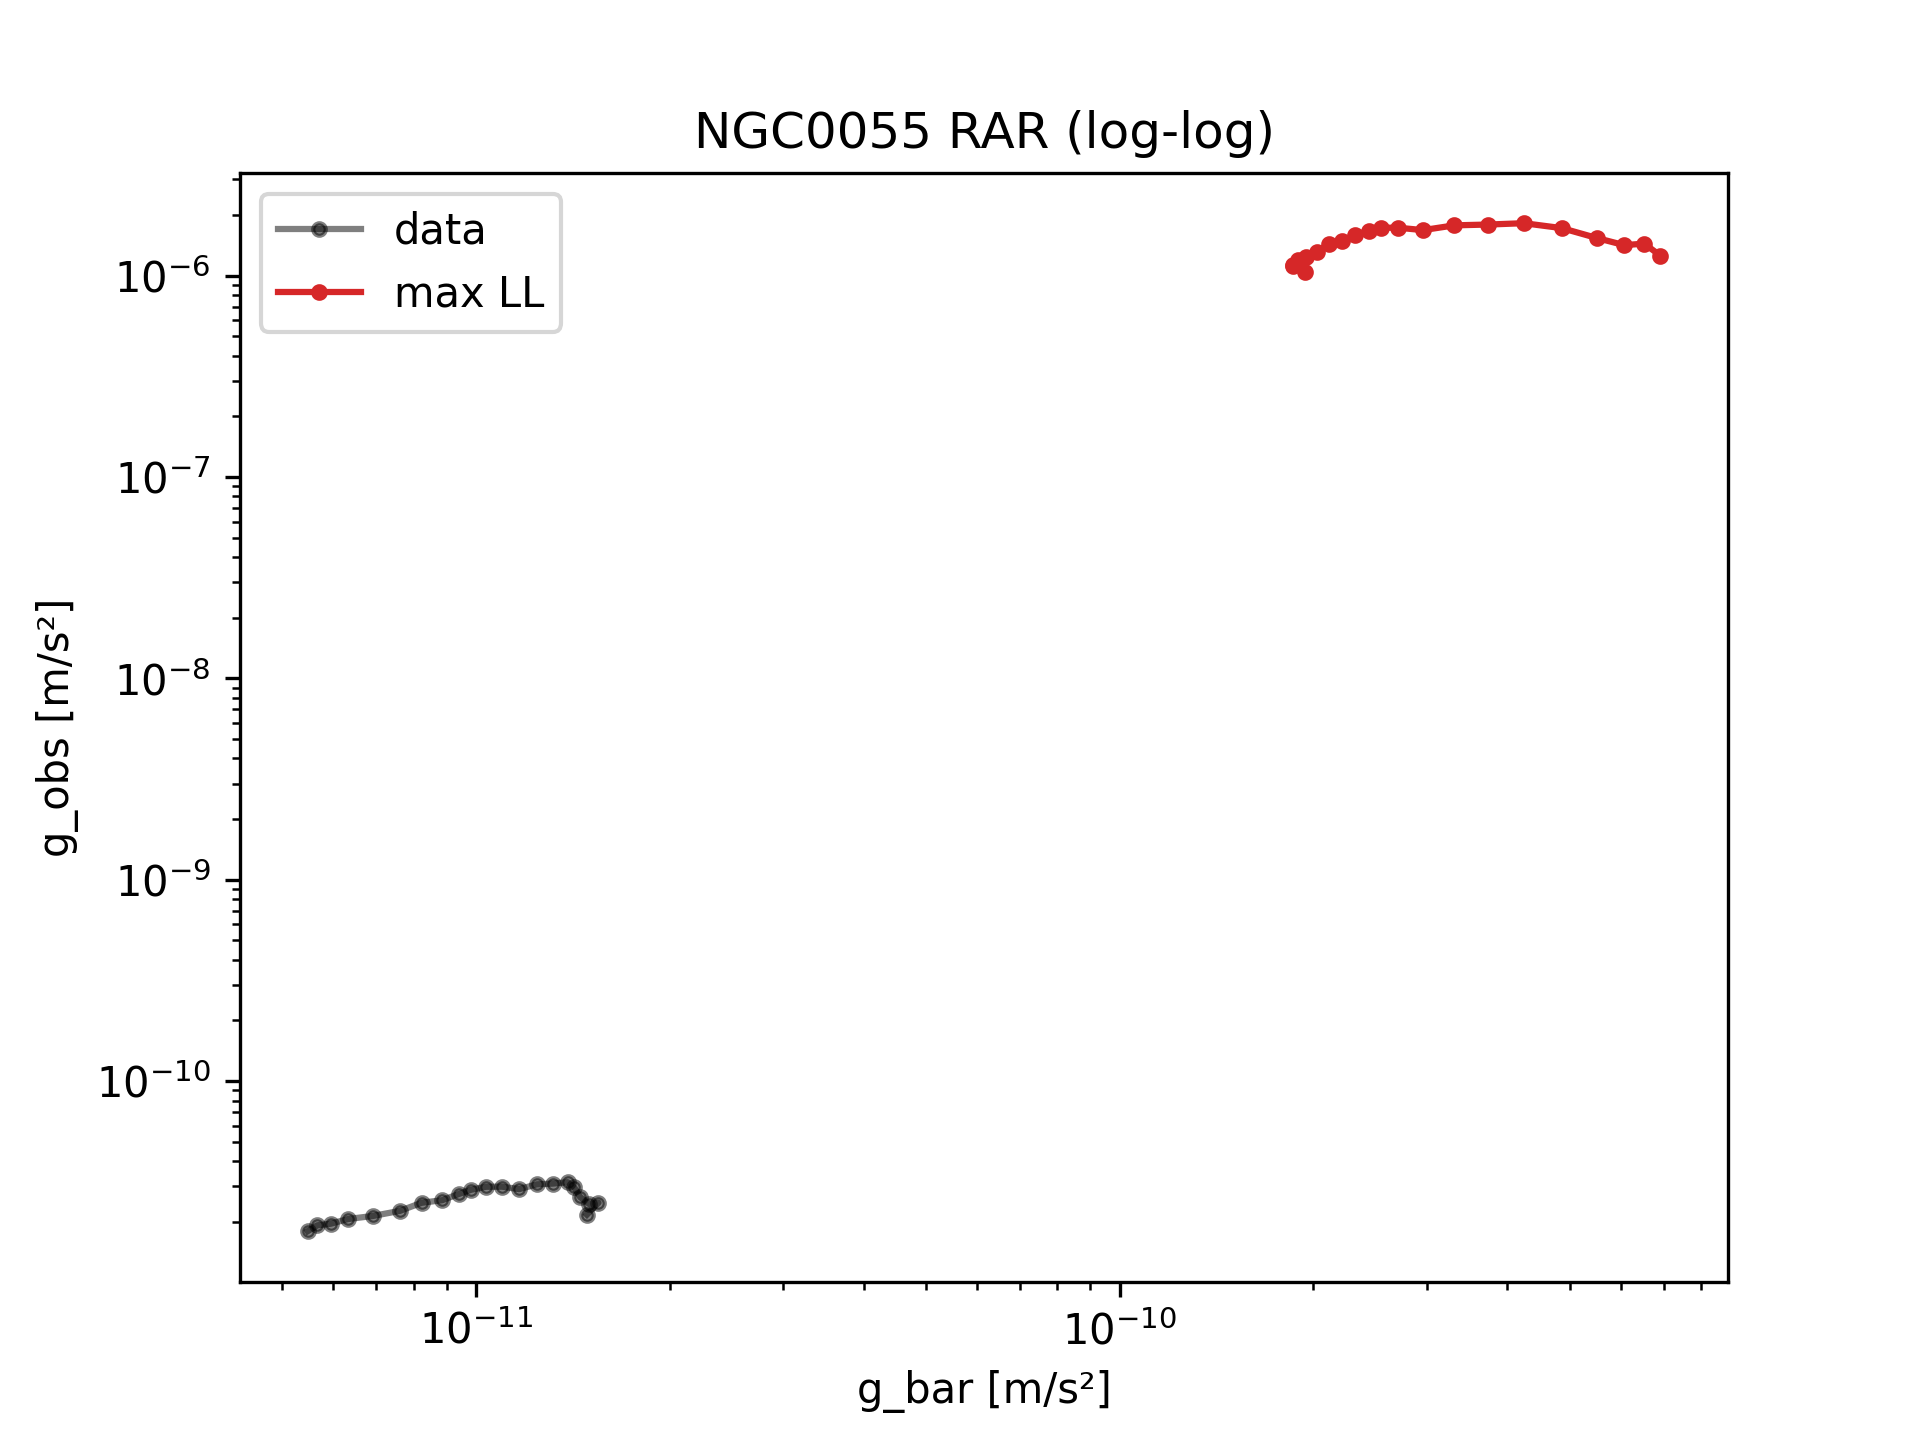 NGC0055 RAR (log-log)
data
max LL
10⁻⁶
10⁻⁷
10⁻⁸
10⁻⁹
10⁻¹⁰
g_obs [m/s²]
10⁻¹¹ 10⁻¹⁰
g_bar [m/s²]